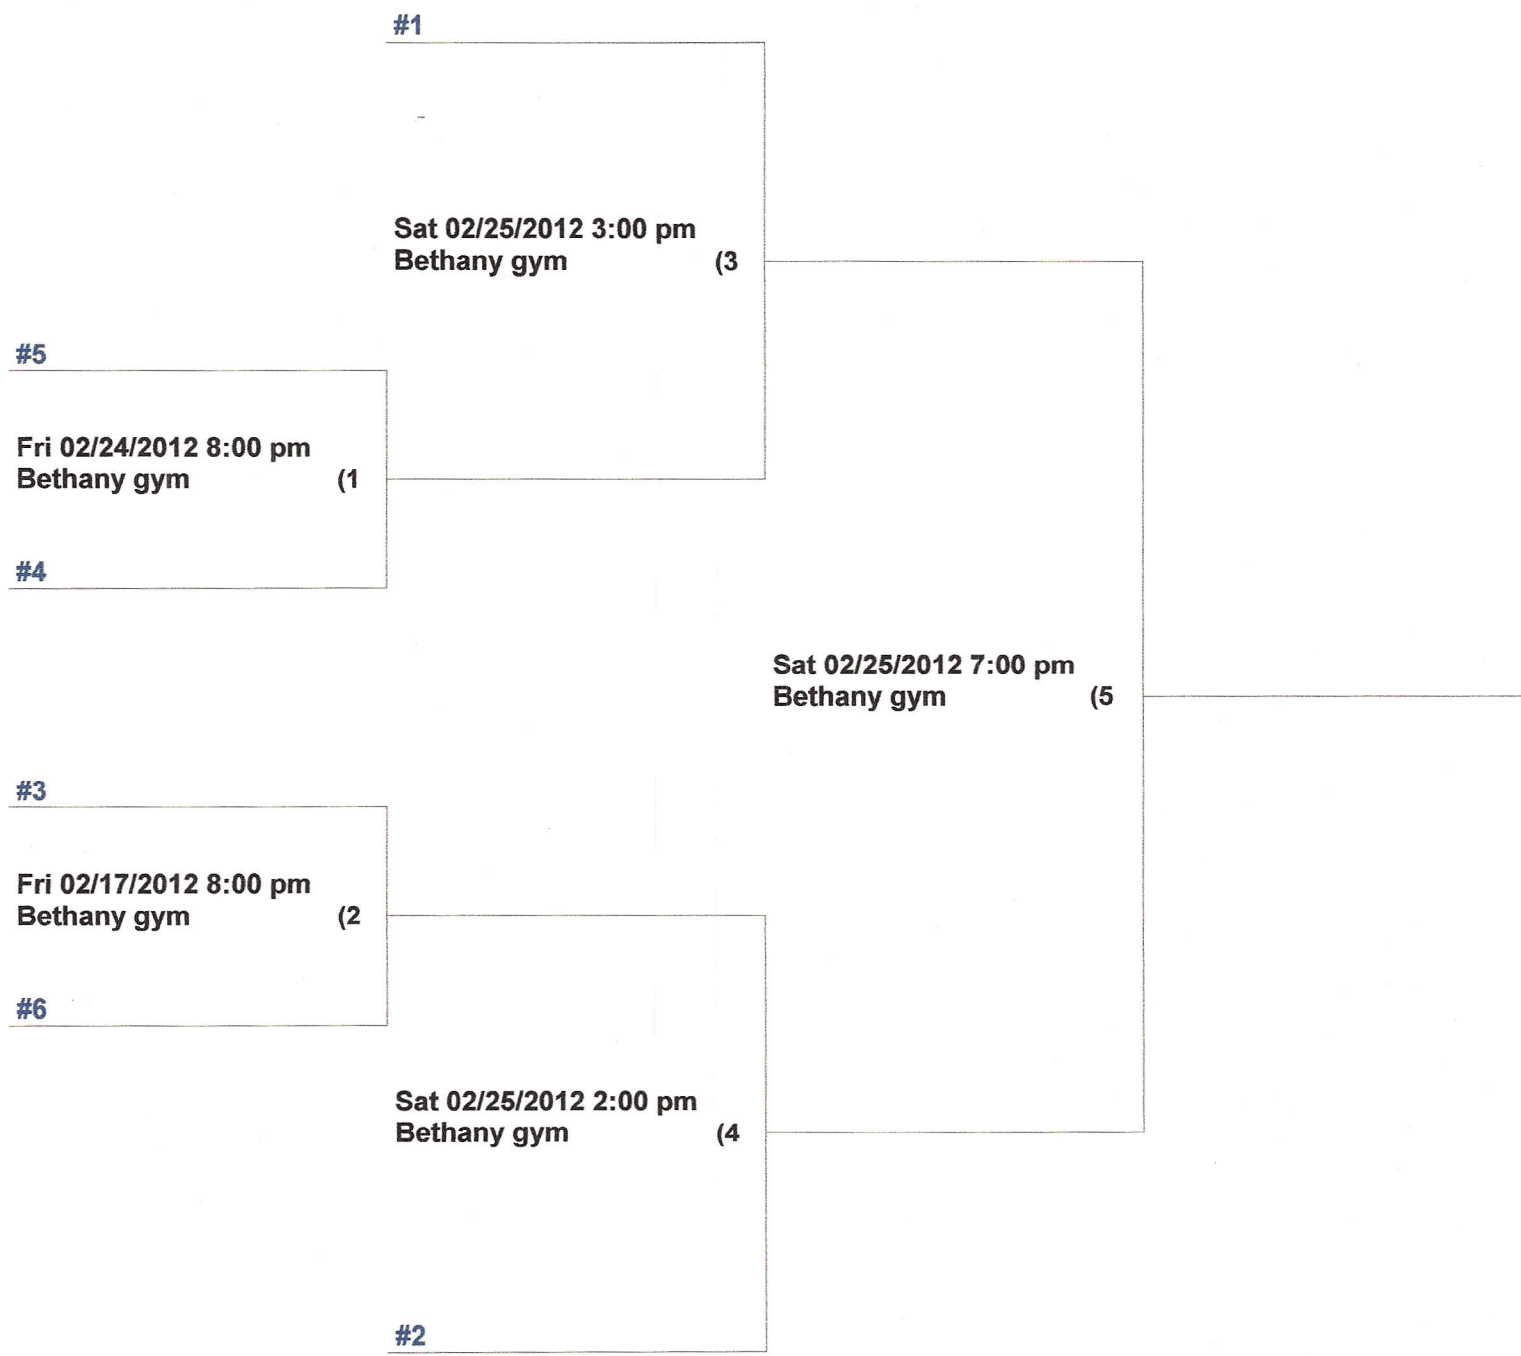 #1
Sat 02/25/2012 3:00 pm
Bethany gym (3
#5
Fri 02/24/2012 8:00 pm
Bethany gym (1
#4
Sat 02/25/2012 7:00 pm
Bethany gym (5
#3
Fri 02/17/2012 8:00 pm
Bethany gym (2
#6
Sat 02/25/2012 2:00 pm
Bethany gym (4
#2